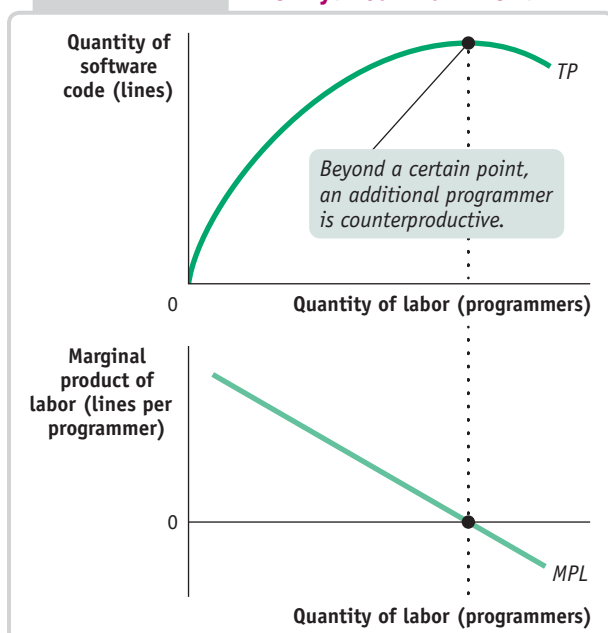 Quantity of
software
code (lines)
TP
Beyond a certain point,
an additional programmer
is counterproductive.
0
Quantity of labor (programmers)
Marginal
product of
labor (lines per
programmer)
0
MPL
Quantity of labor (programmers)